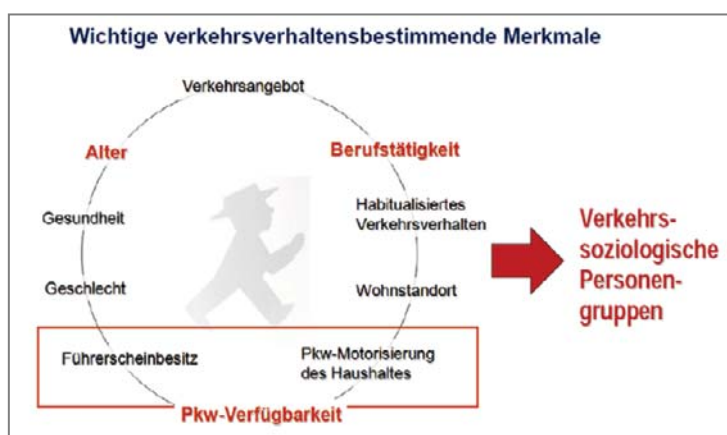 Wichtige verkehrsverhaltensbestimmende Merkmale
Verkehrsangebot
Alter
Berufstätigkeit
Gesundheit
Habitualisiertes
Verkehrsverhalten
Geschlecht
Wohnstandort
Führerscheinbesitz
Pkw-Motorisierung
des Haushaltes
Pkw-Verfügbarkeit
Verkehrs-
soziologische
Personen-
gruppen